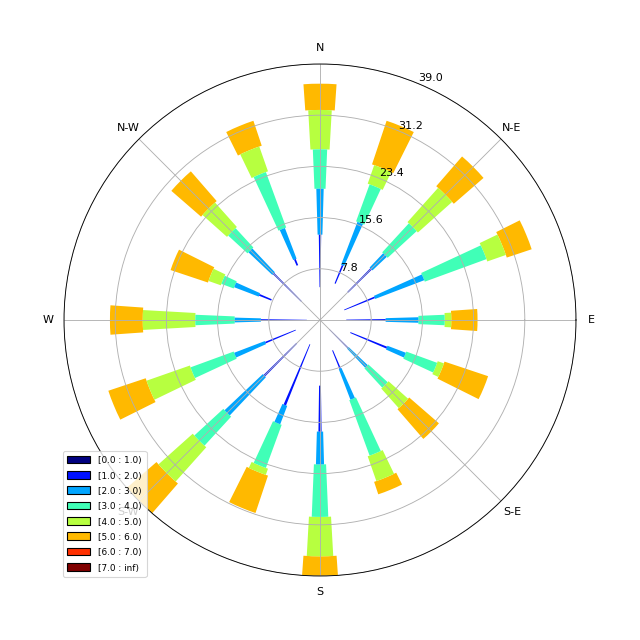 N
39.0
N-W
31.2
N-E
23.4
15.6
7.8
W
E
[0.0 : 1.0)
[1.0 : 2.0)
[2.0 : 3.0)
[3.0 : 4.0)
S-W
S-E
[4.0 : 5.0)
[5.0 : 6.0)
[6.0 : 7.0)
[7.0 : inf)
S